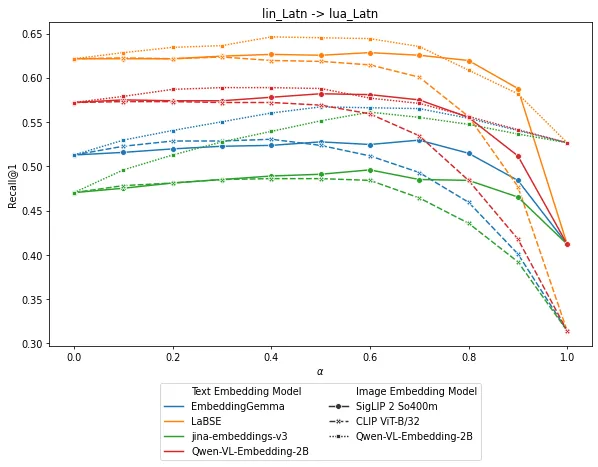 lin_Latn -> lua_Latn
Recall@1
0.65
0.60
0.55
0.50
0.45
0.40
0.35
0.30
0.0 0.2 0.4 0.6 0.8 1.0
α
Text Embedding Model Image Embedding Model
EmbeddingGemma SigLIP 2 So400m
LaBSE CLIP ViT-B/32
jina-embeddings-v3 Qwen-VL-Embedding-2B
Qwen-VL-Embedding-2B